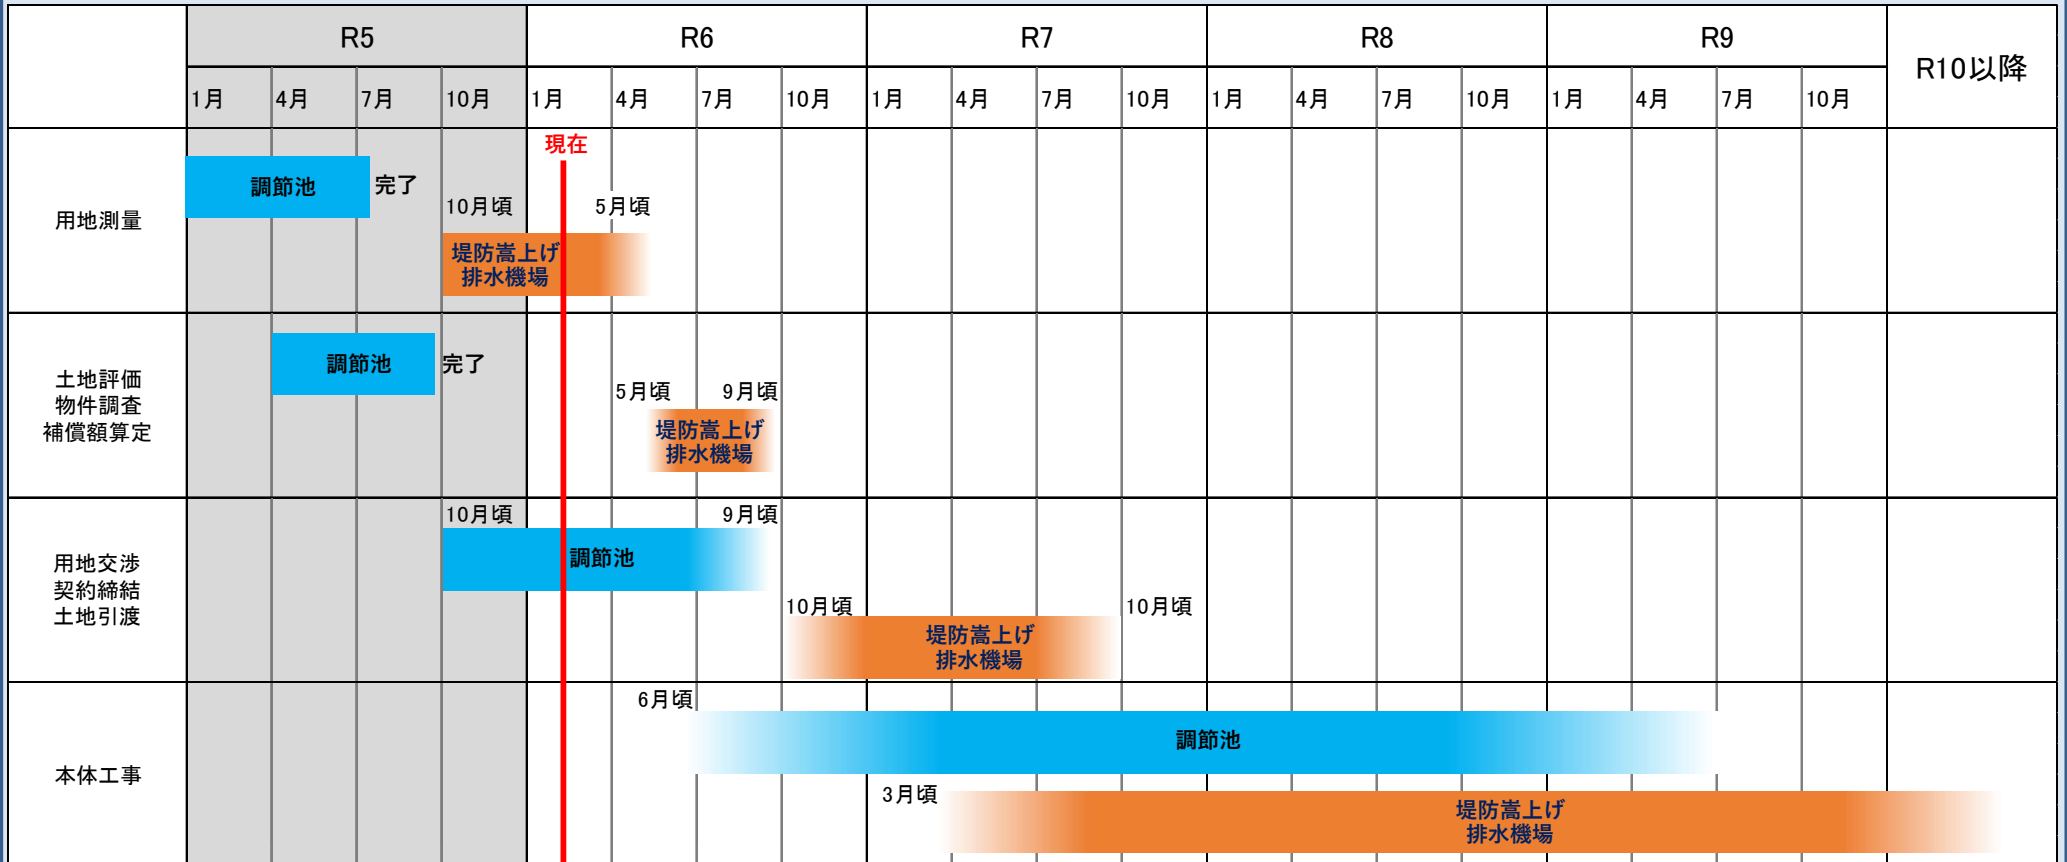 R5 R6 R7 R8 R9 R10以降
1月 4月 7月 10月 1月 4月 7月 10月 1月 4月 7月 10月 1月 4月 7月 10月 1月 4月 7月 10月
現在
用地測量
調節池 完了
10月頃 5月頃
堤防嵩上げ
排水機場
土地評価
物件調査
補償額算定
調節池 完了
5月頃 9月頃
堤防嵩上げ
排水機場
用地交渉
契約締結
土地引渡
10月頃 9月頃
調節池
10月頃 10月頃
堤防嵩上げ
排水機場
本体工事
6月頃
調節池
3月頃
堤防嵩上げ
排水機場